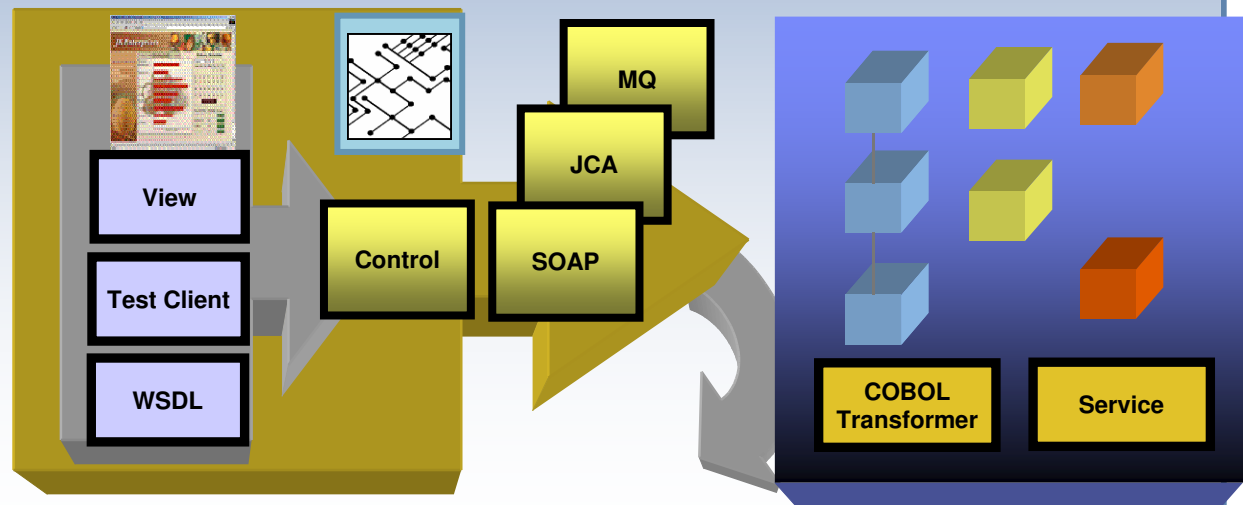 View
Test Client
WSDL
Control
MQ
JCA
SOAP
COBOL
Transformer
Service